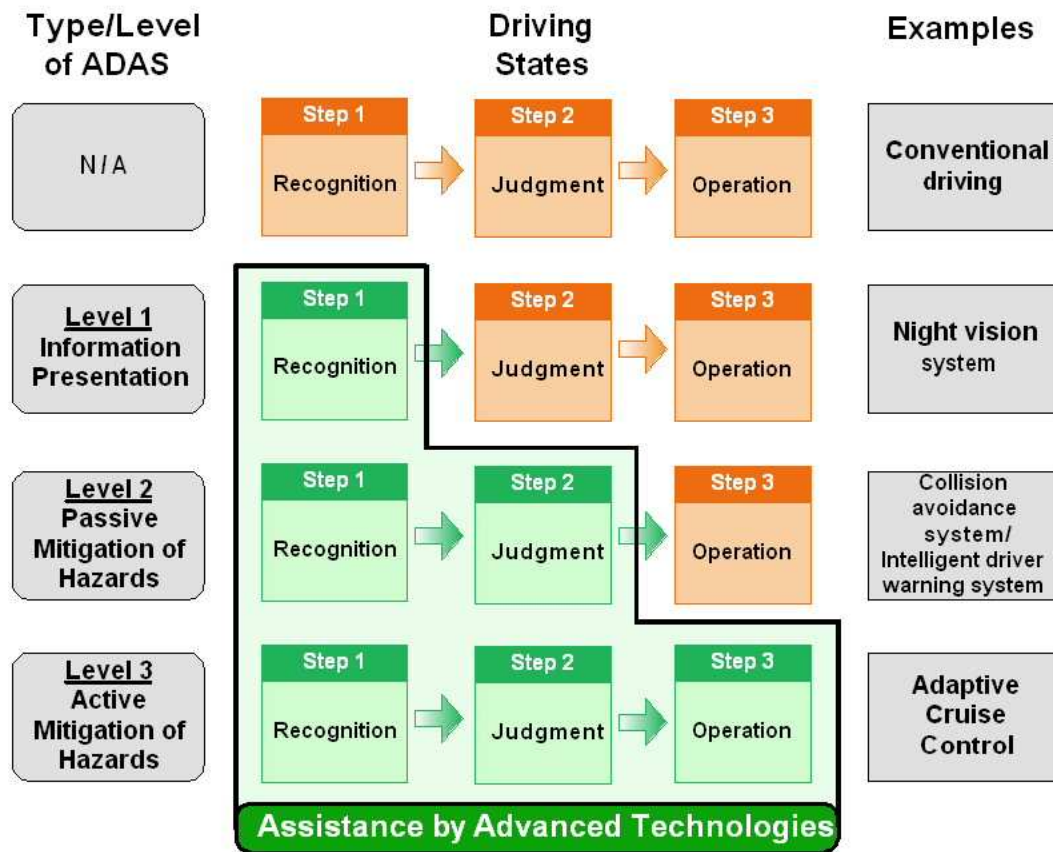 Type/Level
of ADAS
Driving
States
Examples
N/A
Step 1
Recognition
Step 2
Judgment
Step 3
Operation
Conventional
driving
Level 1
Information
Presentation
Step 1
Recognition
Step 2
Judgment
Step 3
Operation
Night vision
system
Level 2
Passive
Mitigation of
Hazards
Step 1
Recognition
Step 2
Judgment
Step 3
Operation
Collision
avoidance
system/
Intelligent driver
warning system
Level 3
Active
Mitigation of
Hazards
Step 1
Recognition
Step 2
Judgment
Step 3
Operation
Adaptive
Cruise
Control
Assistance by Advanced Technologies